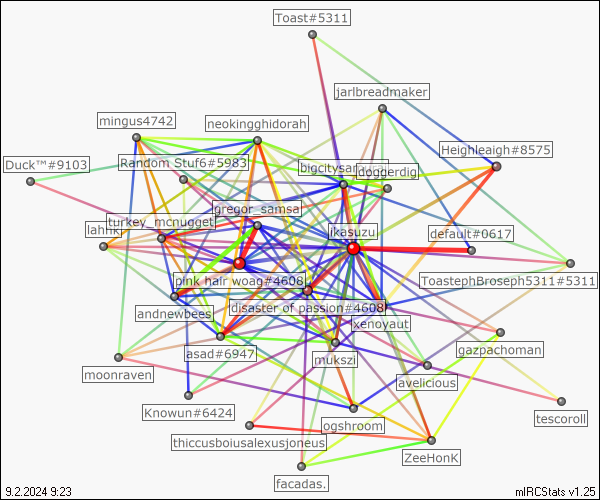 Toast#5311
jarlbreadmaker
mingus4742
neokingghidorah
Heighleaigh#8575
Duck™#9103
Random Stuf6#5983
doggerdig
gregor_samsa
turkey_mcnugget
ikasuzu
default#0617
pink hair woag#4608
ToastephBroseph5311#5311
disaster of passion#4608
andnewbees
xenoyaut
asad#6947
mukszi
gazpachoman
moonraven
avelicious
Knowun#6424
tescoroll
ogshroom
thiccusboiusalexusjoneus
ZeeHonK
facadas.
9.2.2024 9:23
mIRCStats v1.25